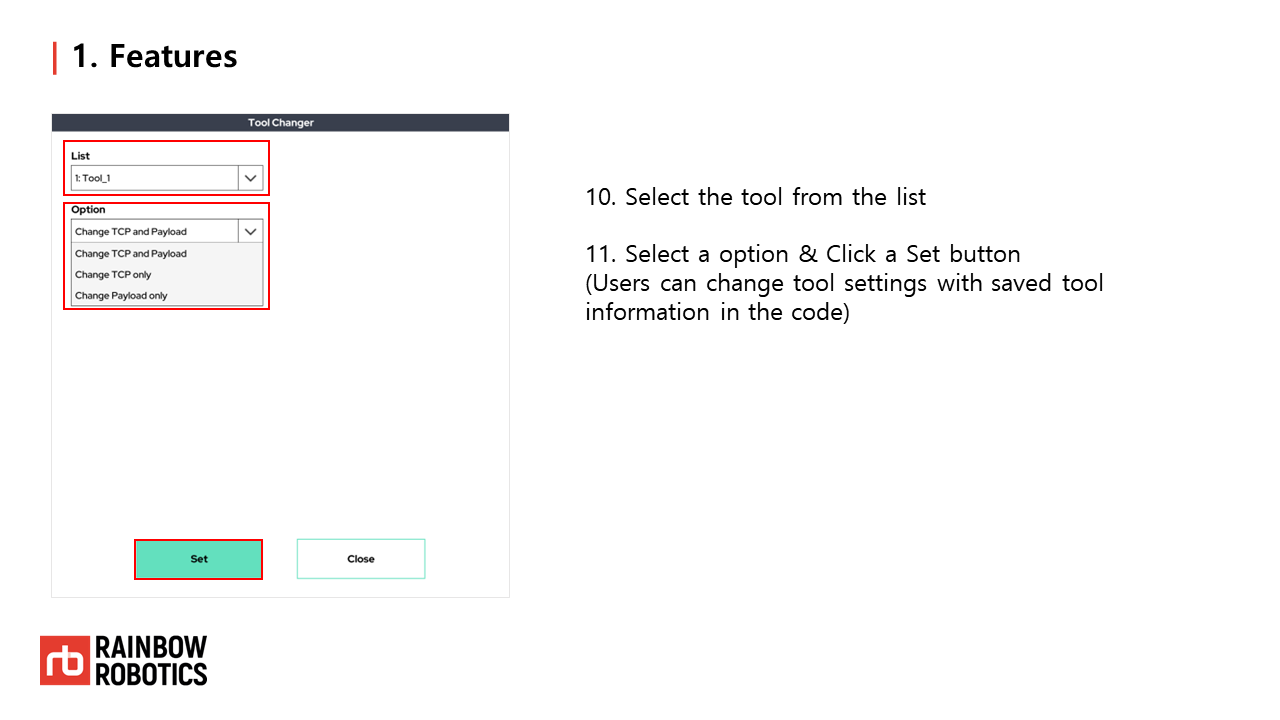 1. Features
Tool Changer
List
1: Tool_1
Option
Change TCP and Payload
Change TCP and Payload
Change TCP only
Change Payload only
Set
Close
10. Select the tool from the list
11. Select a option & Click a Set button
(Users can change tool settings with saved tool
information in the code)
rb
RAINBOW
ROBOTICS